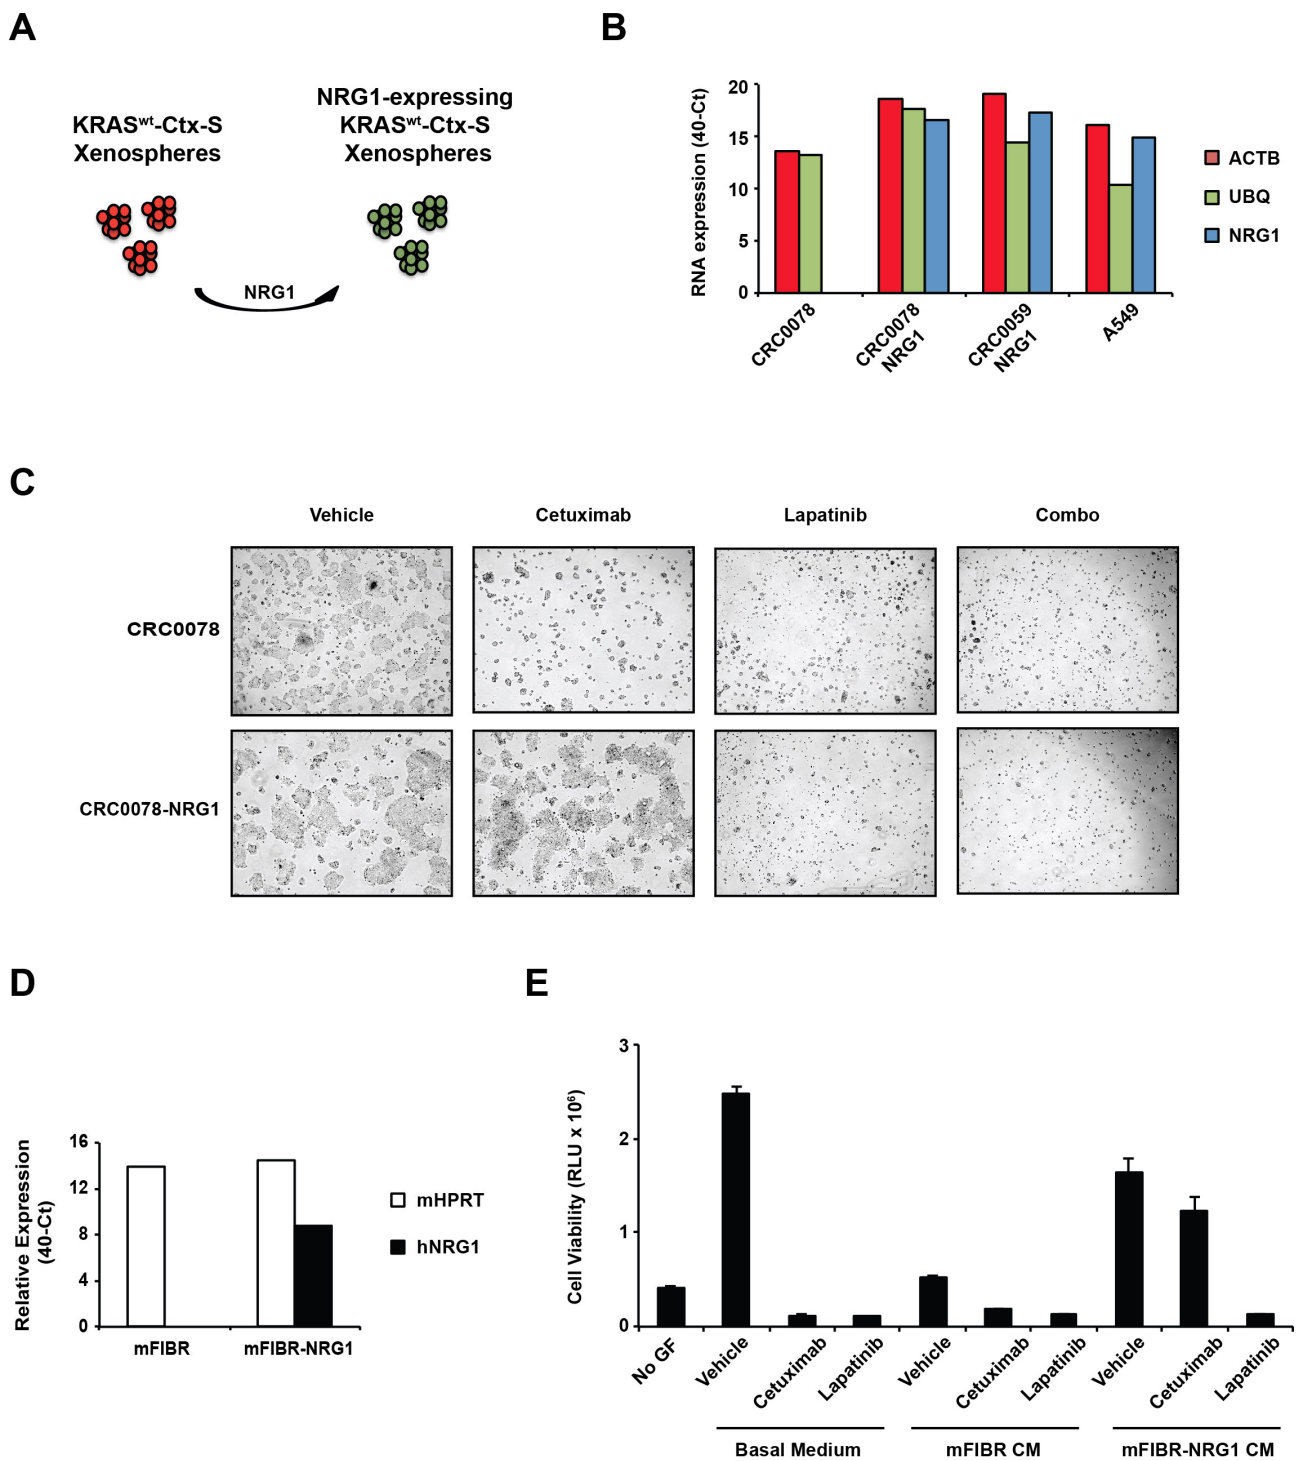 A
KRASwt-Ctx-S
Xenospheres
NRG1-expressing
KRASwt-Ctx-S
Xenospheres
NRG1
B
RNA expression (40-Ct)
20
15
10
5
0
CRC0078
CRC0078
NRG1
CRC0059
NRG1
A549
ACTB
UBQ
NRG1
C
Vehicle
Cetuximab
Lapatinib
Combo
CRC0078
CRC0078-NRG1
D
Relative Expression
(40-Ct)
16
12
8
4
0
mFIBR
mFIBR-NRG1
mHPRT
hNRG1
E
Cell Viability (RLU x 10⁶)
3
2
1
0
No GF
Vehicle
Cetuximab
Lapatinib
Vehicle
Cetuximab
Lapatinib
Vehicle
Cetuximab
Lapatinib
Basal Medium
mFIBR CM
mFIBR-NRG1 CM